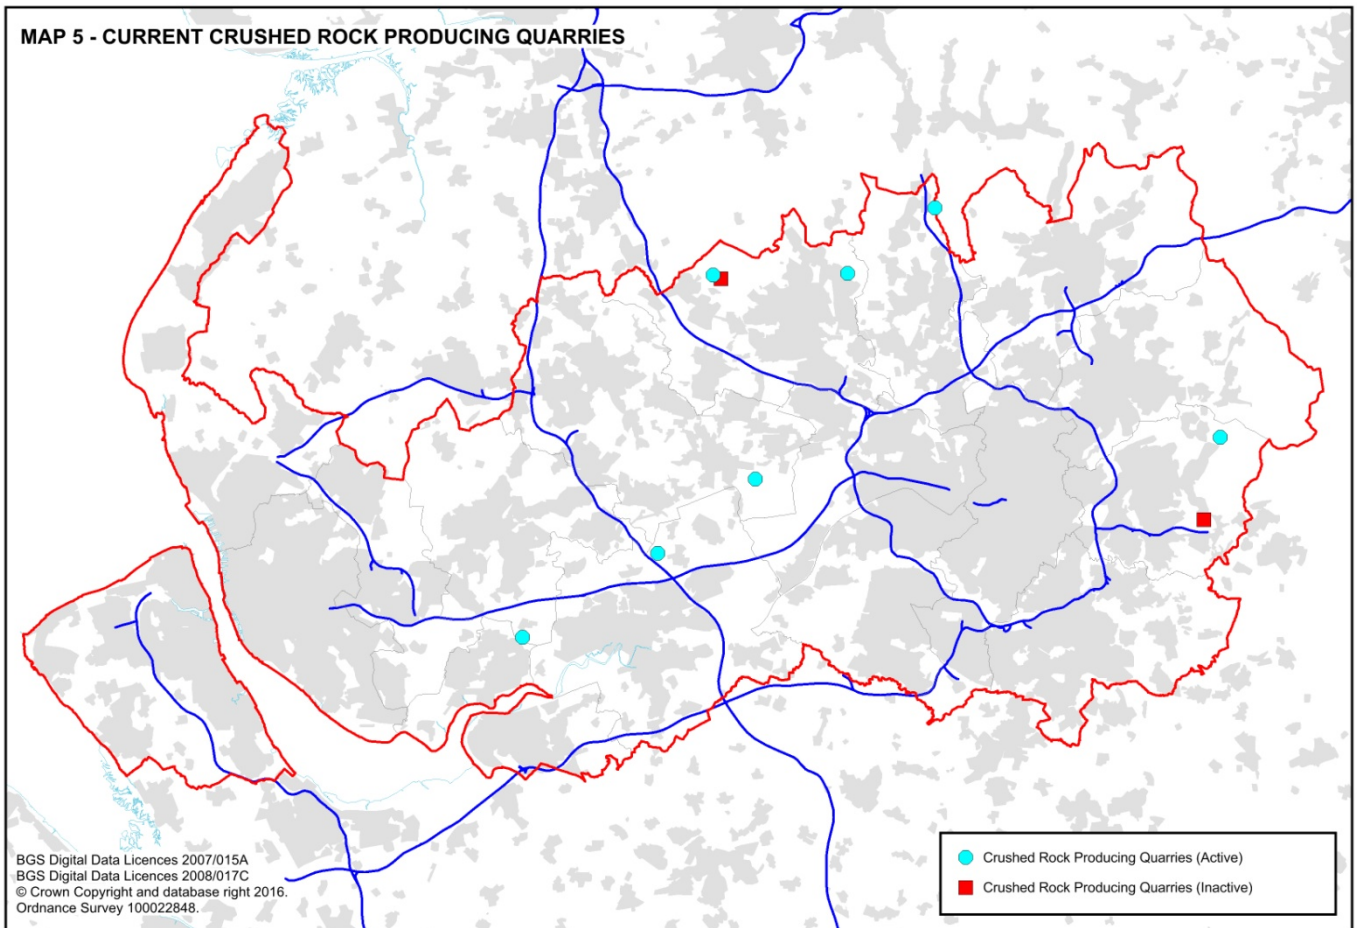 MAP 5 - CURRENT CRUSHED ROCK PRODUCING QUARRIES
BGS Digital Data Licences 2007/015A
BGS Digital Data Licences 2008/017C
© Crown Copyright and database right 2016.
Ordnance Survey 100022848.
Crushed Rock Producing Quarries (Active)
Crushed Rock Producing Quarries (Inactive)